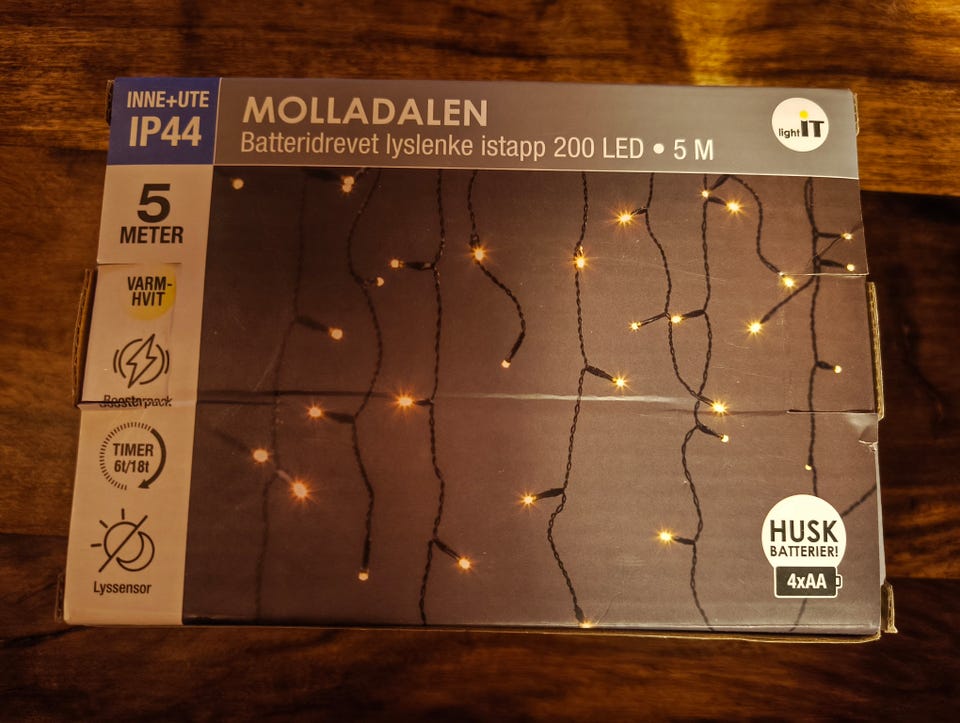 INNE+UTE
IP44
MOLLADALEN
Batteridrevet lyslenke istapp 200 LED • 5 M
light iT
5
METER
VARM-
HVIT
Boosterpack
TIMER
6t/18t
Lyssensor
HUSK
BATTERIER!
4xAA